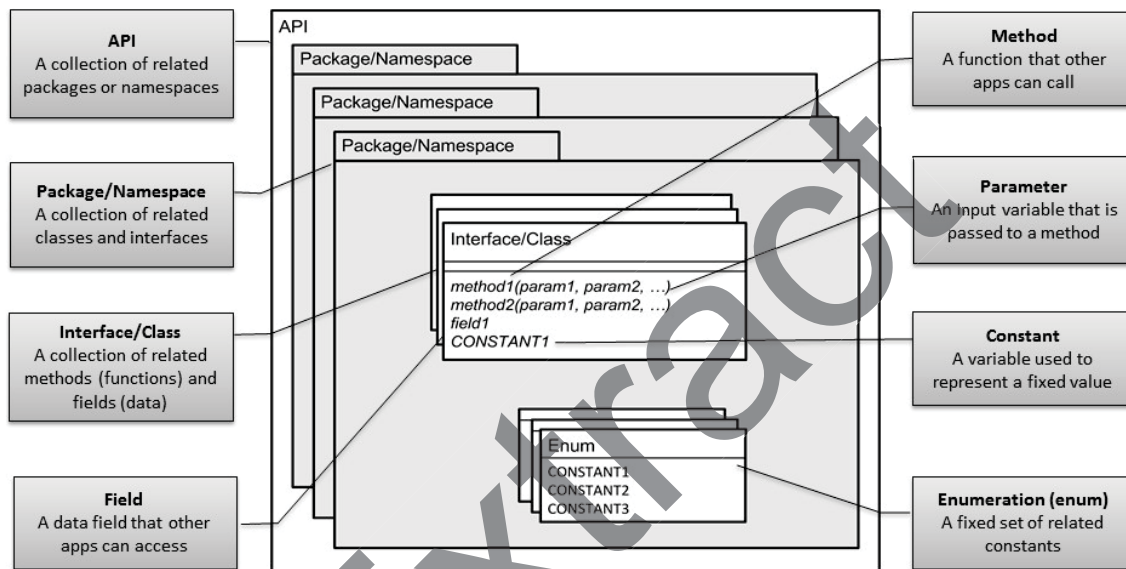 API
A collection of related
packages or namespaces
Package/Namespace
A collection of related
classes and interfaces
Interface/Class
A collection of related
methods (functions) and
fields (data)
Field
A data field that other
apps can access
API
Package/Namespace
Package/Namespace
Package/Namespace
Interface/Class
method1(param1, param2, ...)
method2(param1, param2, ...)
field1
CONSTANT1
Enum
CONSTANT1
CONSTANT2
CONSTANT3
Method
A function that other
apps can call
Parameter
An input variable that is
passed to a method
Constant
A variable used to
represent a fixed value
Enumeration (enum)
A fixed set of related
constants